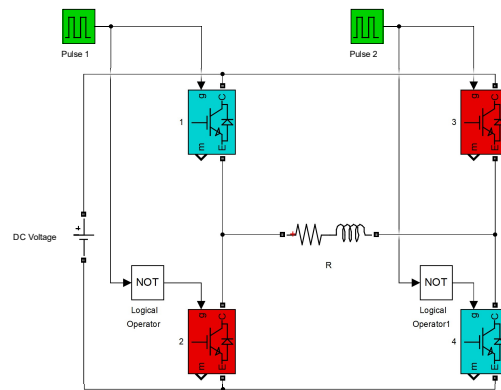 Pulse 1
Pulse 2
g C
1
m E
g C
3
m E
+
DC Voltage
+
R
NOT
Logical
Operator
NOT
Logical
Operator1
g C
2
m E
g C
4
m E